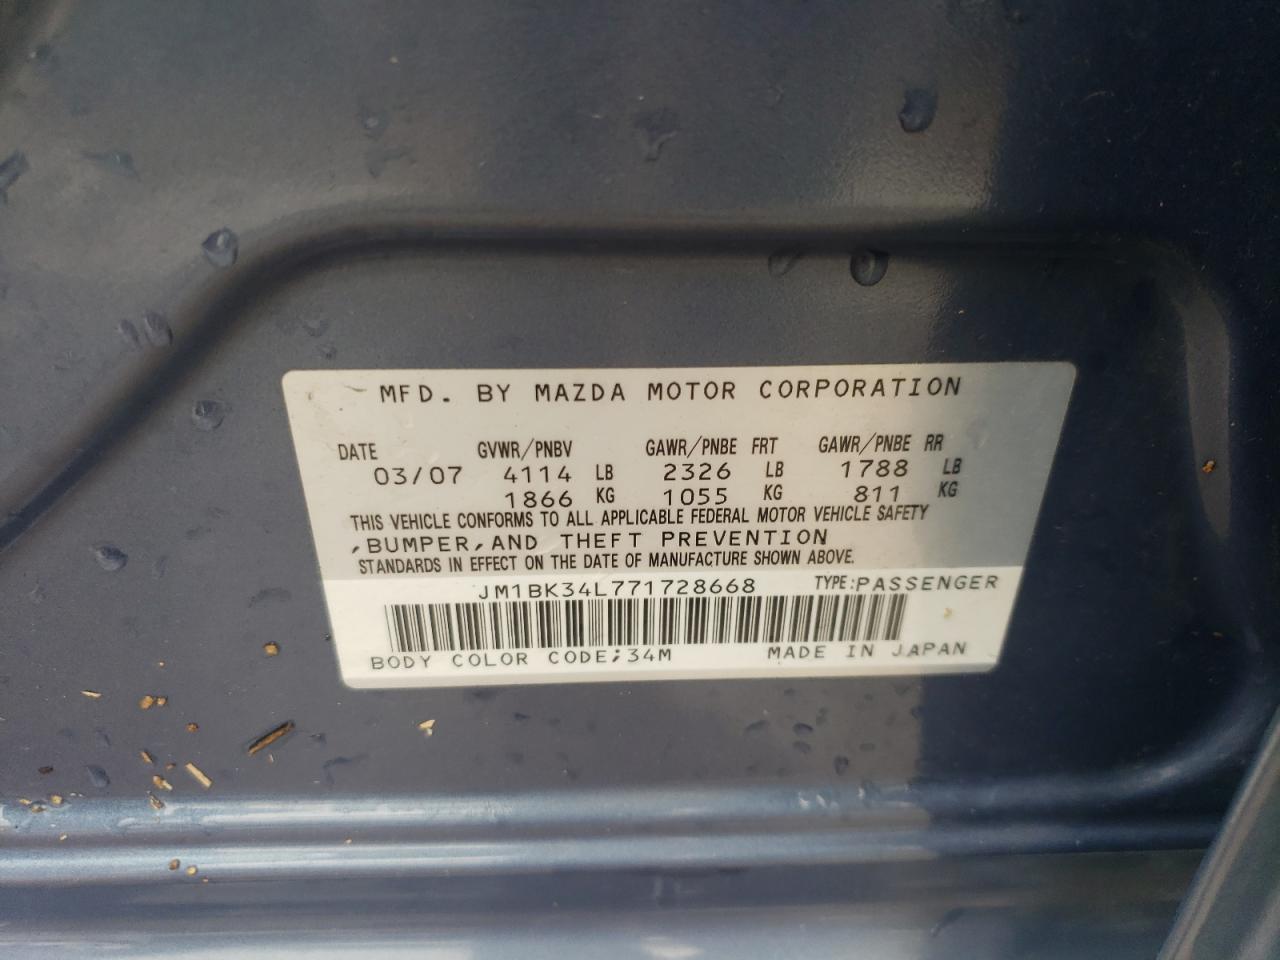 MFD. BY MAZDA MOTOR CORPORATION
DATE GVWR/PNBV GAWR/PNBE FRT GAWR/PNBE RR
03/07 4114 LB 2326 LB 1788 LB
1866 KG 1055 KG 811 KG
THIS VEHICLE CONFORMS TO ALL APPLICABLE FEDERAL MOTOR VEHICLE SAFETY
,BUMPER,AND THEFT PREVENTION
STANDARDS IN EFFECT ON THE DATE OF MANUFACTURE SHOWN ABOVE.
JM1BK34L771728668 TYPE:PASSENGER
BODY COLOR CODE;34M MADE IN JAPAN